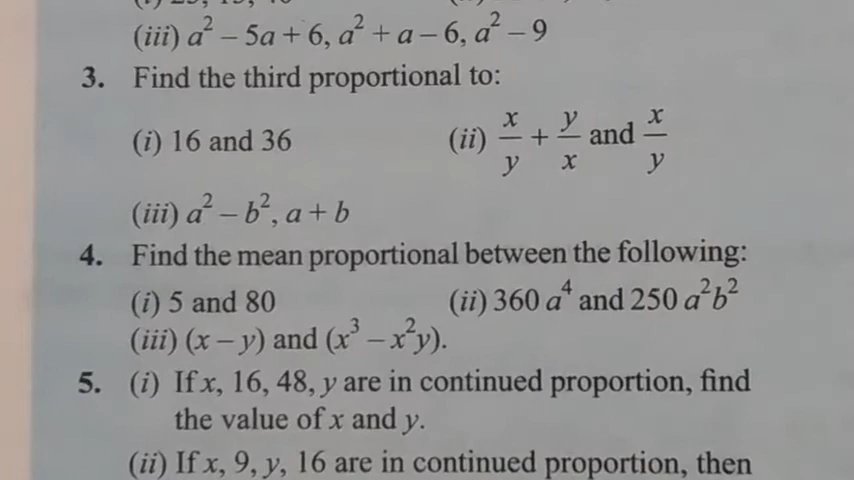 (iii) a² – 5a + 6, a² + a – 6, a² – 9
3. Find the third proportional to:
(i) 16 and 36 (ii) x/y + y/x and x/y
(iii) a² – b², a + b
4. Find the mean proportional between the following:
(i) 5 and 80 (ii) 360 a⁴ and 250 a²b²
(iii) (x – y) and (x³ – x²y).
5. (i) If x, 16, 48, y are in continued proportion, find
the value of x and y.
(ii) If x, 9, y, 16 are in continued proportion, then